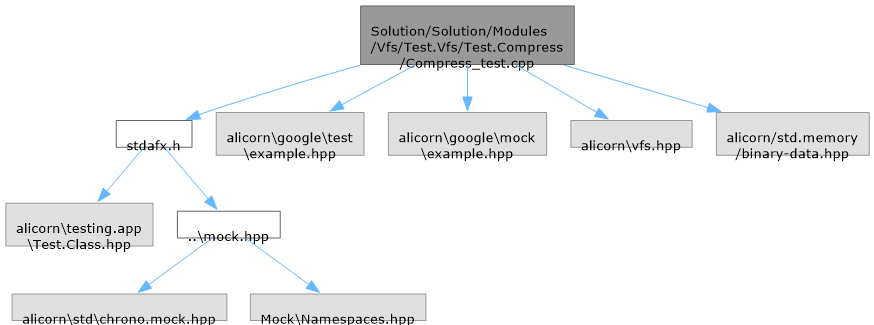 Solution/Solution/Modules
/Vfs/Test.Vfs/Test.Compress
/Compress_test.cpp
stdafx.h
alicorn\google\test
\example.hpp
alicorn\google\mock
\example.hpp
alicorn\vfs.hpp
alicorn/std.memory
/binary-data.hpp
alicorn\testing.app
\Test.Class.hpp
..\mock.hpp
alicorn\std\chrono.mock.hpp
Mock\Namespaces.hpp